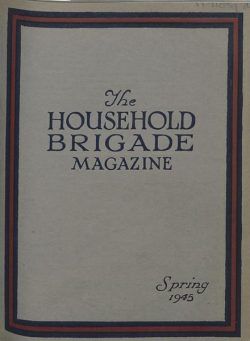 The
HOUSEHOLD
BRIGADE
MAGAZINE
Spring
1945